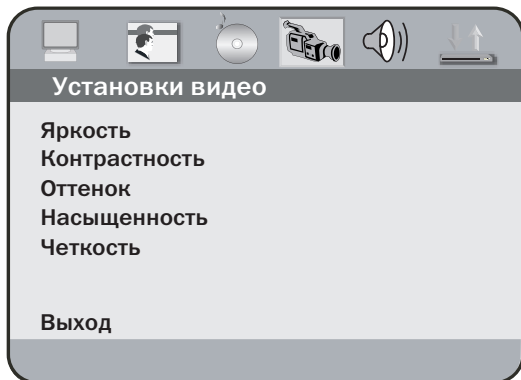 Установки видео
Яркость
Контрастность
Оттенок
Насыщенность
Четкость
Выход